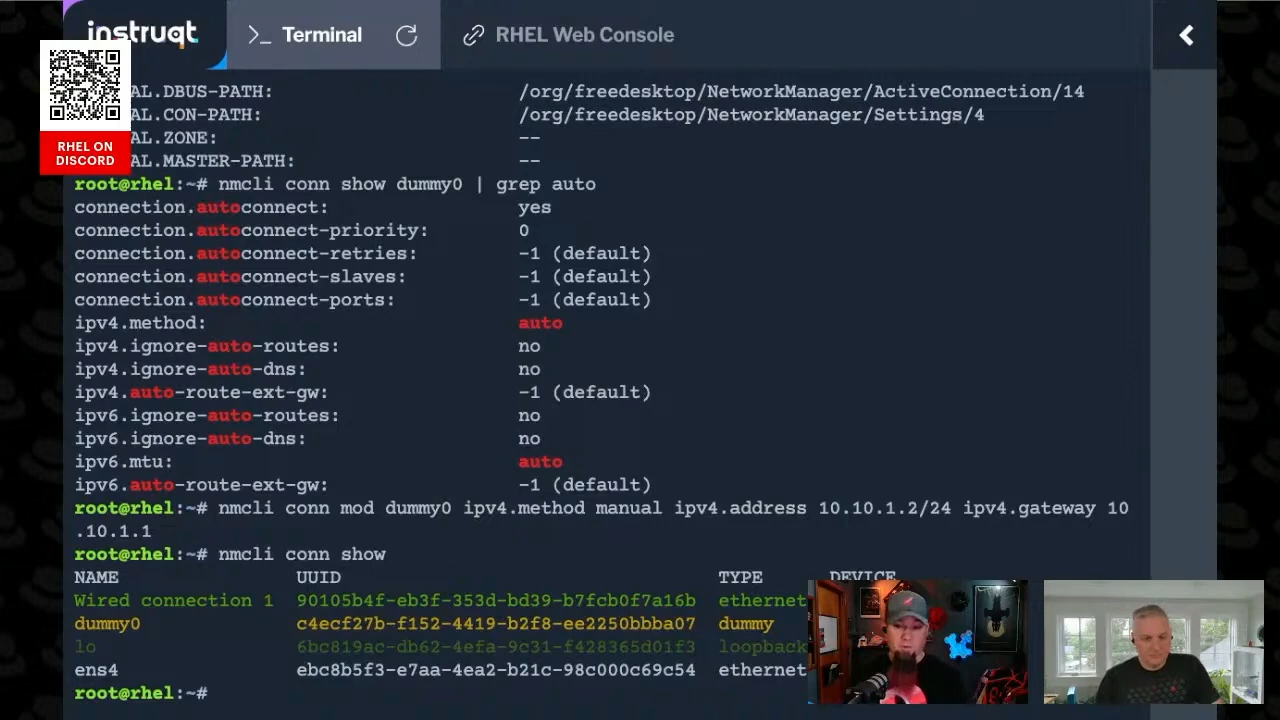 instruqt
>_ Terminal
RHEL Web Console
RHEL ON
DISCORD
AL.DBUS-PATH: /org/freedesktop/NetworkManager/ActiveConnection/14
AL.CON-PATH: /org/freedesktop/NetworkManager/Settings/4
AL.ZONE: --
AL.MASTER-PATH: --
root@rhel:~# nmcli conn show dummy0 | grep auto
connection.autoconnect: yes
connection.autoconnect-priority: 0
connection.autoconnect-retries: -1 (default)
connection.autoconnect-slaves: -1 (default)
connection.autoconnect-ports: -1 (default)
ipv4.method: auto
ipv4.ignore-auto-routes: no
ipv4.ignore-auto-dns: no
ipv4.auto-route-ext-gw: -1 (default)
ipv6.ignore-auto-routes: no
ipv6.ignore-auto-dns: no
ipv6.mtu: auto
ipv6.auto-route-ext-gw: -1 (default)
root@rhel:~# nmcli conn mod dummy0 ipv4.method manual ipv4.address 10.10.1.2/24 ipv4.gateway 10
.10.1.1
root@rhel:~# nmcli conn show
NAME UUID TYPE DEVICE
Wired connection 1 90105b4f-eb3f-353d-bd39-b7fcb0f7a16b ethernet
dummy0 c4ecf27b-f152-4419-b2f8-ee2250bbba07 dummy
lo 6bc819ac-db62-4efa-9c31-f428365d01f3 loopback
ens4 ebc8b5f3-e7aa-4ea2-b21c-98c000c69c54 ethernet
root@rhel:~#